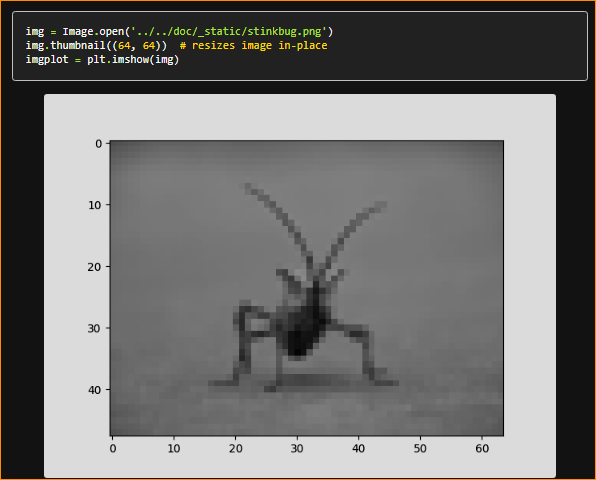 img = Image.open('../../doc/_static/stinkbug.png')
img.thumbnail((64, 64))  # resizes image in-place
imgplot = plt.imshow(img)
0
10
20
30
40
0 10 20 30 40 50 60